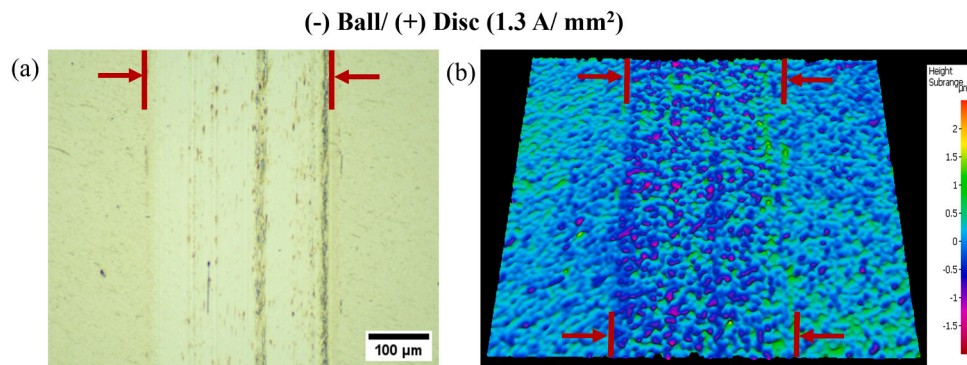 (-) Ball/ (+) Disc (1.3 A/ mm²)
(a)
100 µm
(b)
Height
Subrange
µm
2
1.5
1
0.5
0
-0.5
-1
-1.5